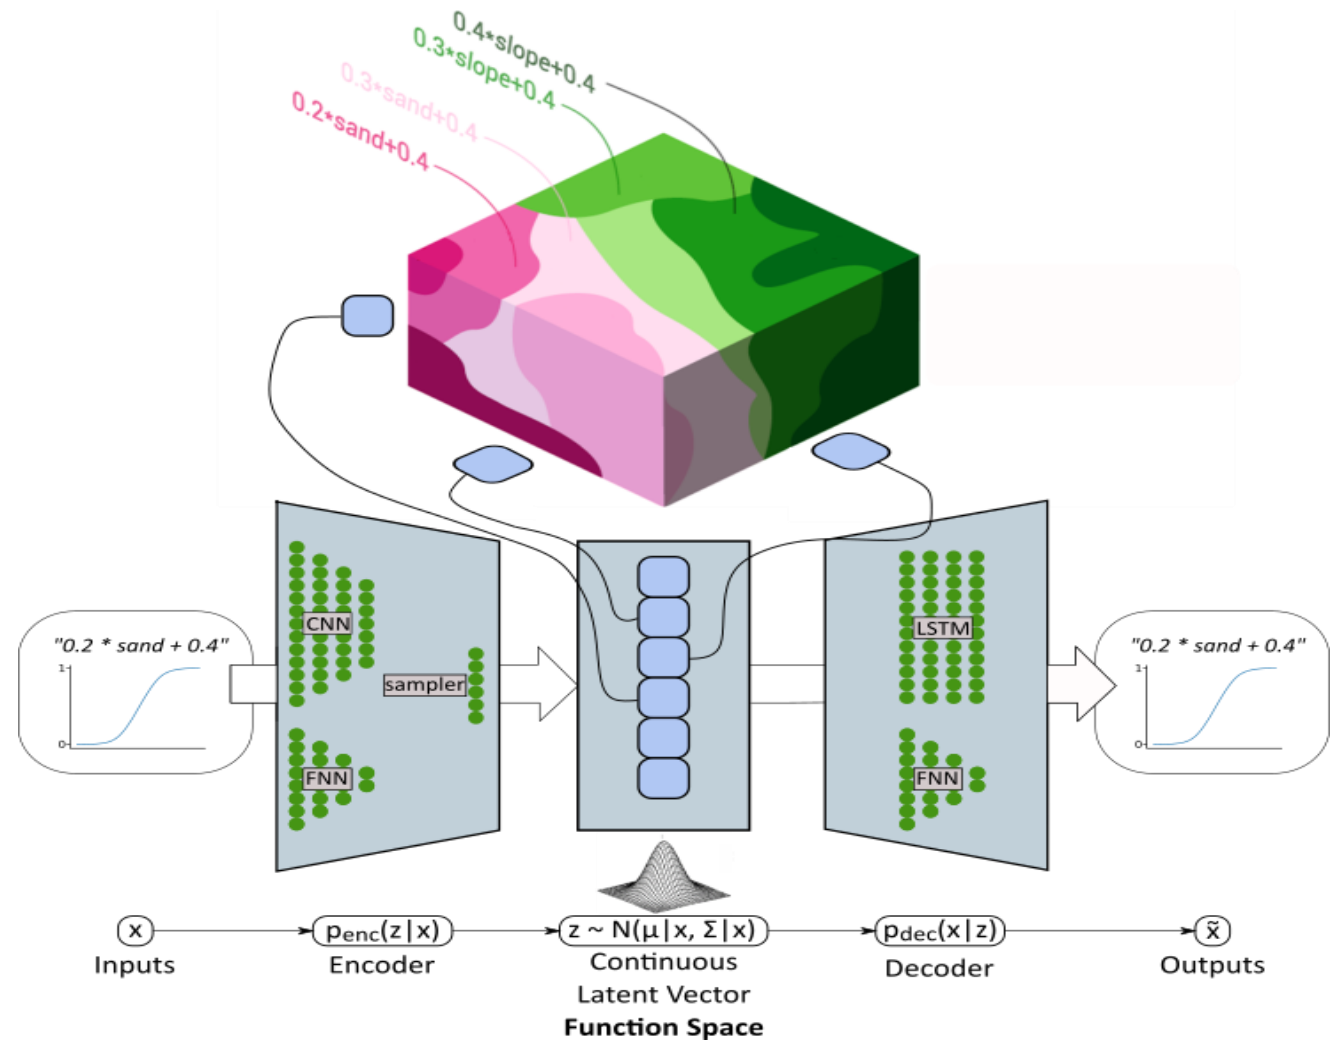 0.4*slope+0.4
0.3*slope+0.4
0.3*sand+0.4
0.2*sand+0.4
"0.2 * sand + 0.4"
1
0
CNN
sampler
FNN
LSTM
FNN
"0.2 * sand + 0.4"
1
0
x
p_enc(z|x)
z ~ N(μ|x, Σ|x)
p_dec(x|z)
x̃
Inputs
Encoder
Continuous
Latent Vector
Function Space
Decoder
Outputs